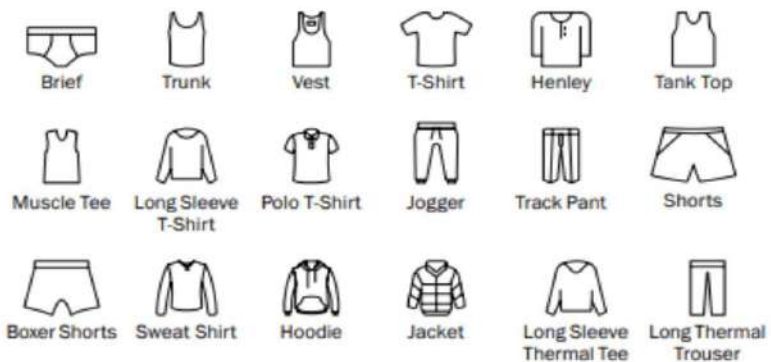 Brief
Trunk
Vest
T-Shirt
Henley
Tank Top
Muscle Tee
Long Sleeve
T-Shirt
Polo T-Shirt
Jogger
Track Pant
Shorts
Boxer Shorts
Sweat Shirt
Hoodie
Jacket
Long Sleeve
Thermal Tee
Long Thermal
Trouser